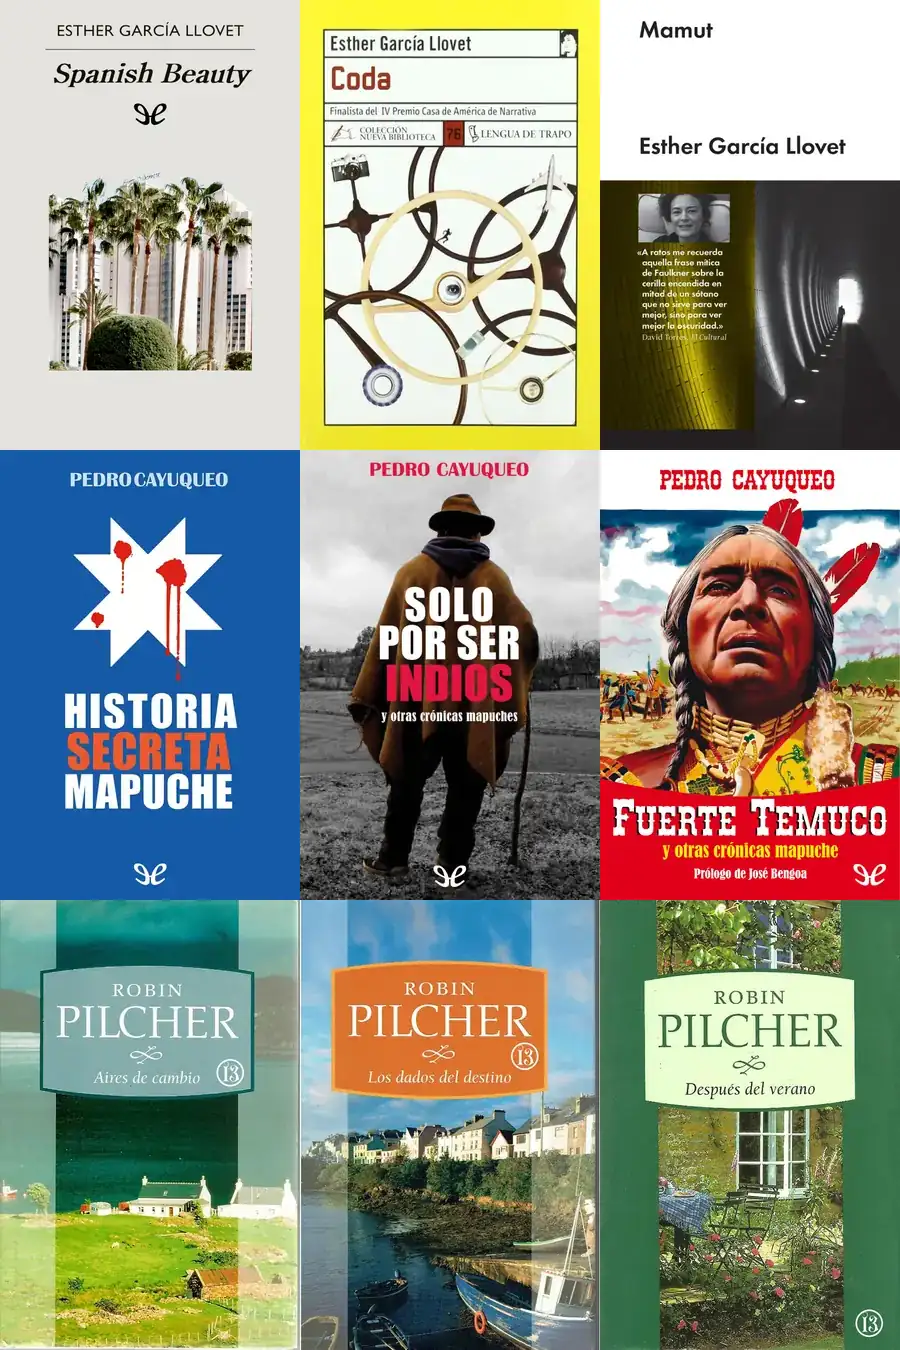 ESTHER GARCÍA LLOVET
Spanish Beauty
Esther García Llovet
Coda
Finalista del IV Premio Casa de América de Narrativa
COLECCIÓN
NUEVA BIBLIOTECA
76
LENGUA DE TRAPO
Mamut
Esther García Llovet
«A ratos me recuerda
aquella frase mítica
de Faulkner sobre la
cerilla encendida en
mitad de un sótano
que no sirve para ver
mejor, sino para ver
mejor la oscuridad.»
David Torres, El Cultural
PEDRO CAYUQUEO
HISTORIA
SECRETA
MAPUCHE
PEDRO CAYUQUEO
SOLO
POR SER
INDIOS
y otras crónicas mapuches
PEDRO CAYUQUEO
FUERTE TEMUCO
y otras crónicas mapuche
Prólogo de José Bengoa
ROBIN
PILCHER
Aires de cambio
13
ROBIN
PILCHER
13
Los dados del destino
ROBIN
PILCHER
Después del verano
13